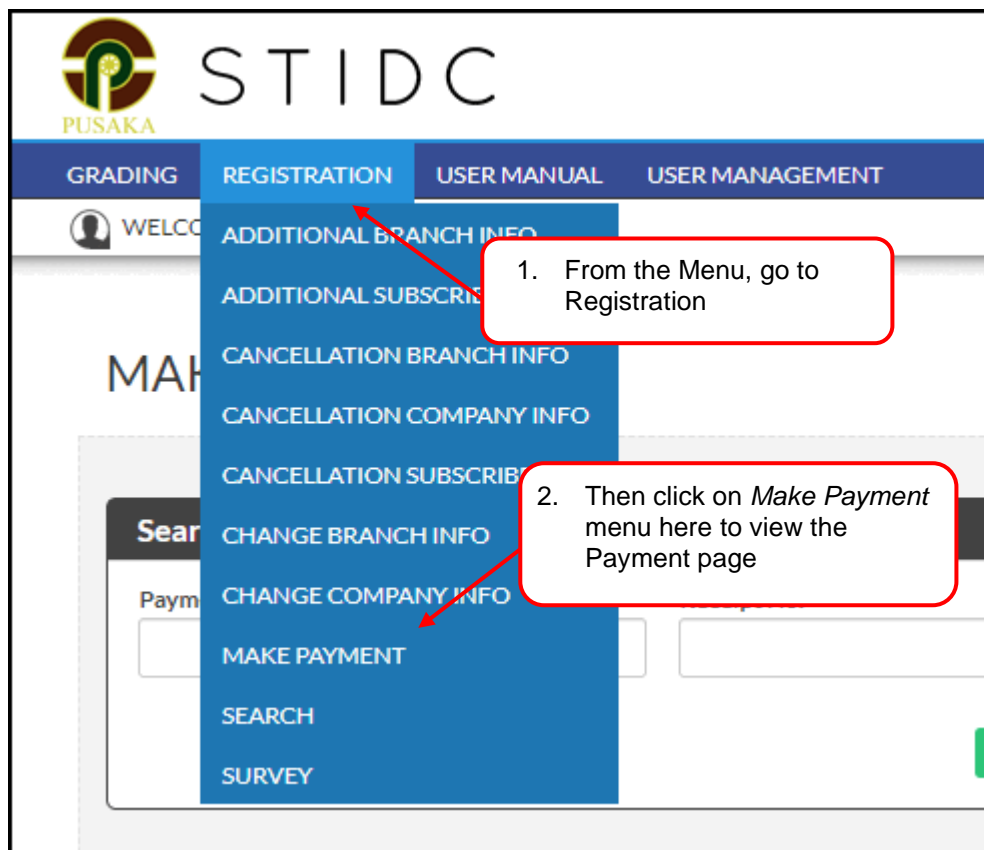 STIDC
PUSAKA
GRADING REGISTRATION USER MANUAL USER MANAGEMENT
WELCO
ADDITIONAL BRANCH INFO
1. From the Menu, go to
Registration
ADDITIONAL SUBSCRIB
CANCELLATION BRANCH INFO
MAK
CANCELLATION COMPANY INFO
CANCELLATION SUBSCRIBE
2. Then click on Make Payment
menu here to view the
Payment page
Sear
CHANGE BRANCH INFO
Paym
CHANGE COMPANY INFO
MAKE PAYMENT
SEARCH
SURVEY